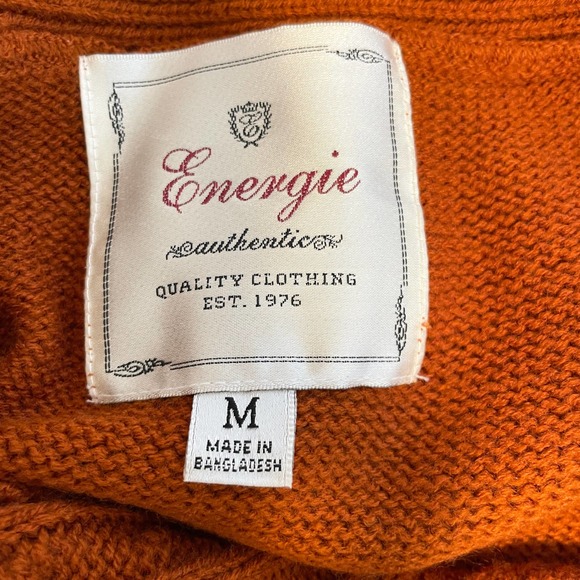 E
Energie
authentic
QUALITY CLOTHING
EST. 1976
M
MADE IN
BANGLADESH